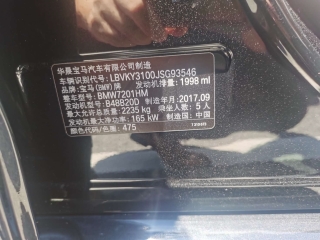 华晨宝马汽车有限公司制造
车辆识别代号: LBVKY3100JSG93546
品牌: 宝马(BMW)牌 发动机排量: 1998 ml
整车型号: BMW7201HM
发动机型号: B48B20D 制造年月: 2017.09
最大允许总质量: 2235 kg 乘坐人数: 5 人
发动机最大净功率: 165 kW 制造国: 中国
颜色代码/色号: 475